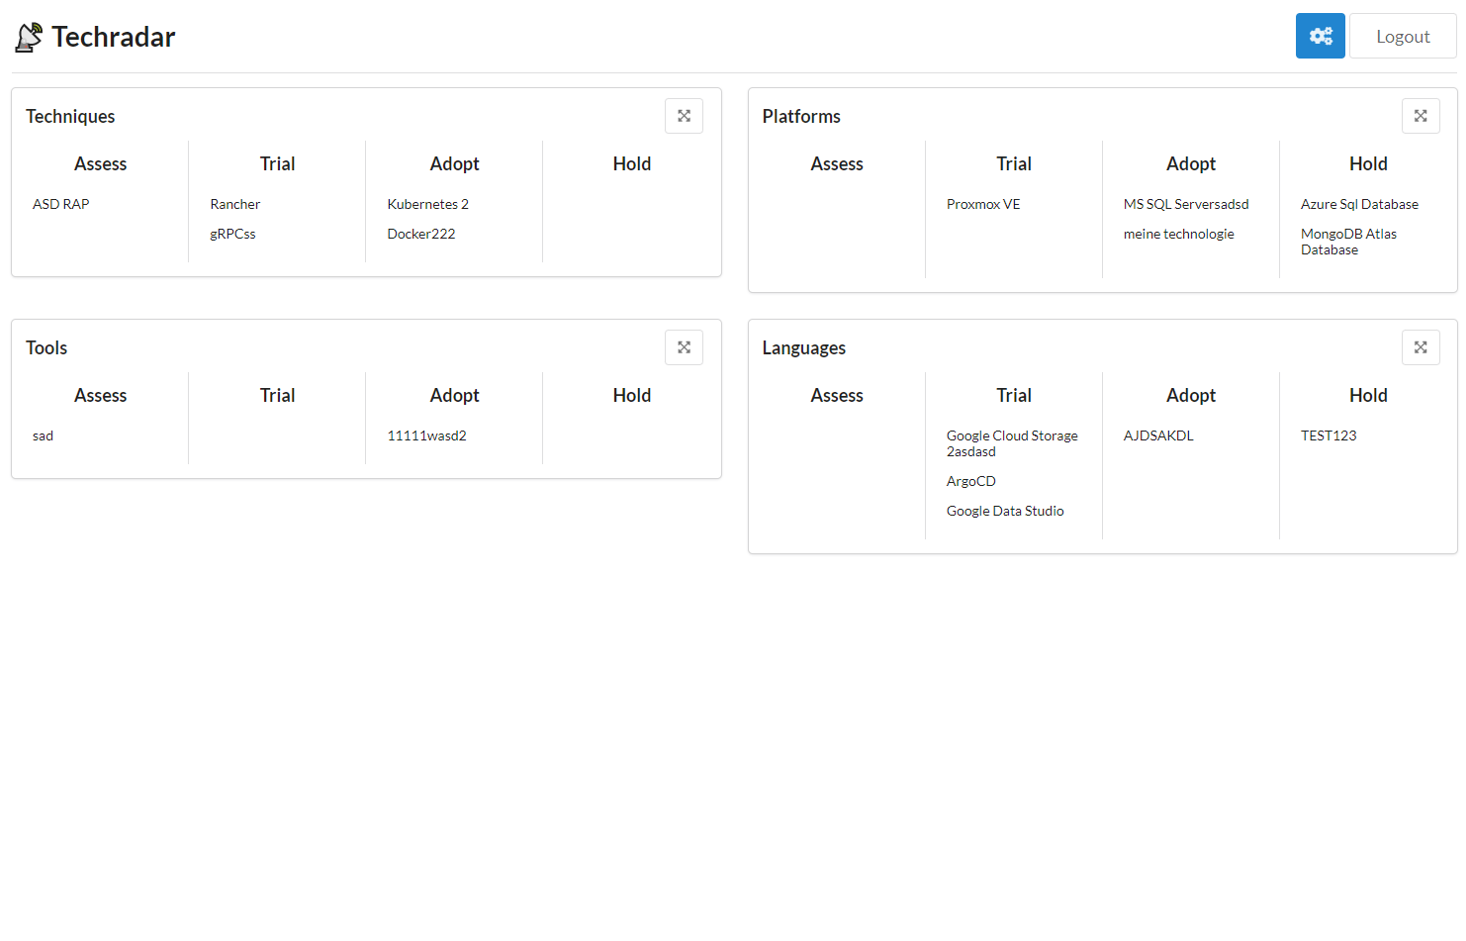 Techradar
Logout
Techniques
Assess
Trial
Adopt
Hold
ASD RAP
Rancher
gRPCss
Kubernetes 2
Docker222
Platforms
Assess
Trial
Adopt
Hold
Proxmox VE
MS SQL Serversadsd
meine technologie
Azure Sql Database
MongoDB Atlas
Database
Tools
Assess
Trial
Adopt
Hold
sad
11111wasd2
Languages
Assess
Trial
Adopt
Hold
Google Cloud Storage
2asdasd
ArgoCD
Google Data Studio
AJDSAKDL
TEST123